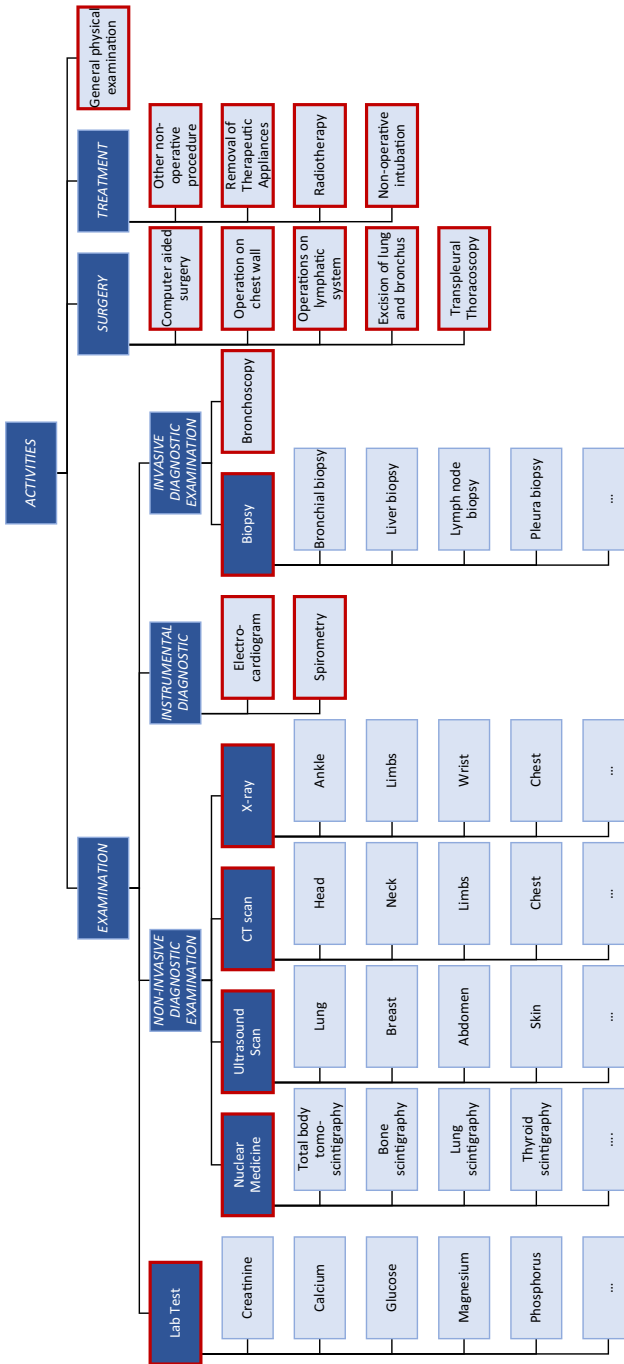 ACTIVITIES
EXAMINATION
SURGERY
TREATMENT
General physical
examination
Lab Test
NON-INVASIVE
DIAGNOSTIC
EXAMINATION
INSTRUMENTAL
DIAGNOSTIC
INVASIVE
DIAGNOSTIC
EXAMINATION
Computer aided
surgery
Other non-
operative
procedure
Creatinine
Nuclear
Medicine
Ultrasound
Scan
CT scan
X-ray
Electro-
cardiogram
Biopsy
Bronchoscopy
Operation on
chest wall
Removal of
Therapeutic
Appliances
Calcium
Total body
tomo-
scintigraphy
Lung
Head
Ankle
Spirometry
Bronchial biopsy
Operations on
lymphatic
system
Radiotherapy
Glucose
Bone
scintigraphy
Breast
Neck
Limbs
Liver biopsy
Excision of lung
and bronchus
Non-operative
intubation
Magnesium
Lung
scintigraphy
Abdomen
Limbs
Wrist
Lymph node
biopsy
Transpleural
Thoracoscopy
Phosphorus
Thyroid scintigraphy
Skin
Chest
Chest
Pleura biopsy
...
....
...
...
...
...